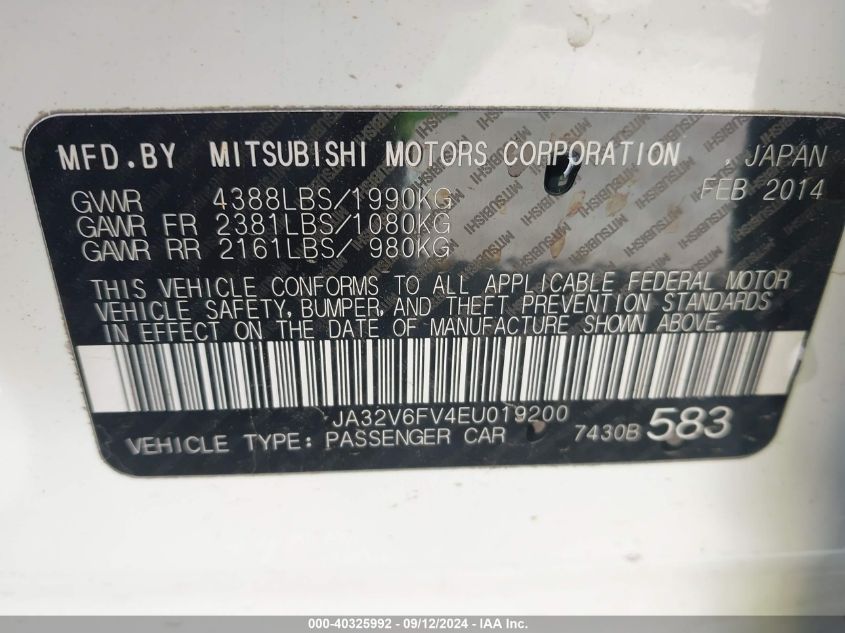 MFD.BY MITSUBISHI MOTORS CORPORATION , JAPAN
GVWR 4388LBS/1990KG FEB 2014
GAWR FR 2381LBS/1080KG
GAWR RR 2161LBS/ 980KG
THIS VEHICLE CONFORMS TO ALL APPLICABLE FEDERAL MOTOR
VEHICLE SAFETY,BUMPER,AND THEFT PREVENTION STANDARDS
IN EFFECT ON THE DATE OF MANUFACTURE SHOWN ABOVE.
JA32V6FV4EU019200
VEHICLE TYPE: PASSENGER CAR 7430B 583
000-40325992 - 09/12/2024 - IAA Inc.